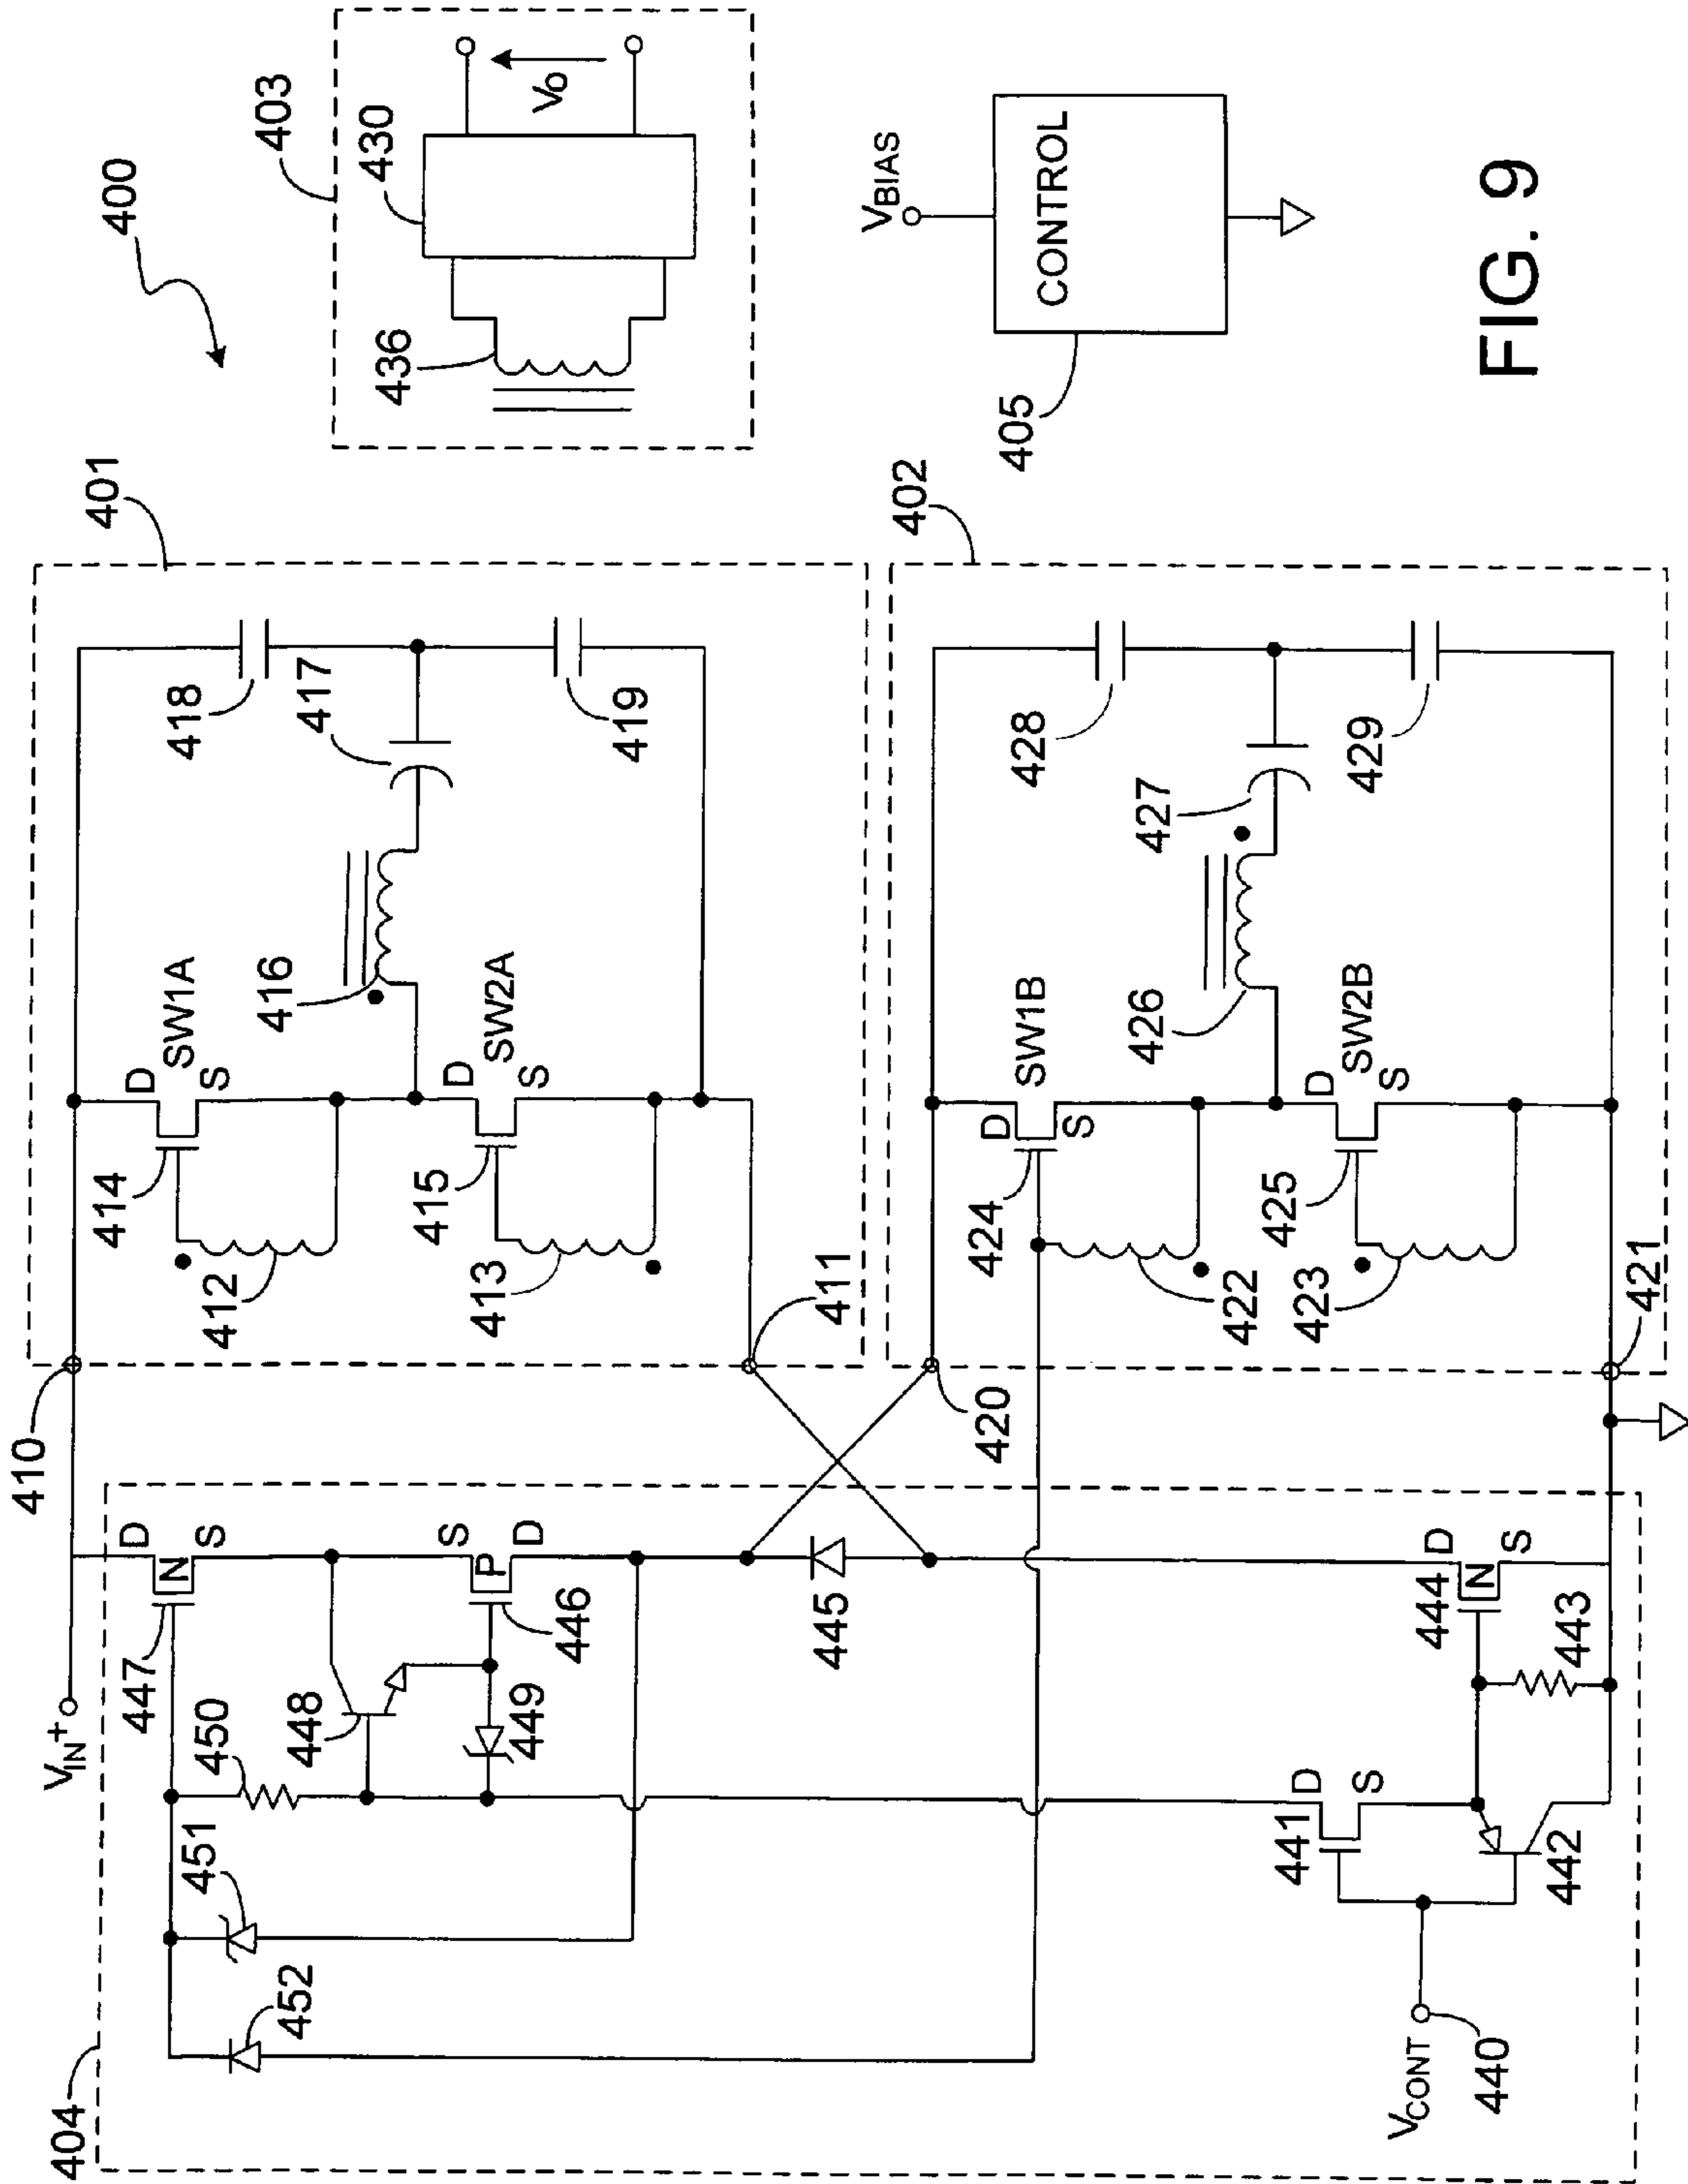 400
403
430
436
Vo
VBIAS
CONTROL
405
401
418
417
419
416
SW1A
D
S
414
412
SW2A
D
S
415
413
411
410
402
428
427
429
426
SW1B
D
S
424
422
SW2B
D
S
425
423
421
420
404
VIN+
D
N
S
447
S
P
D
446
448
449
450
451
452
445
D
N
S
444
443
D
S
441
442
VCONT
440
FIG. 9